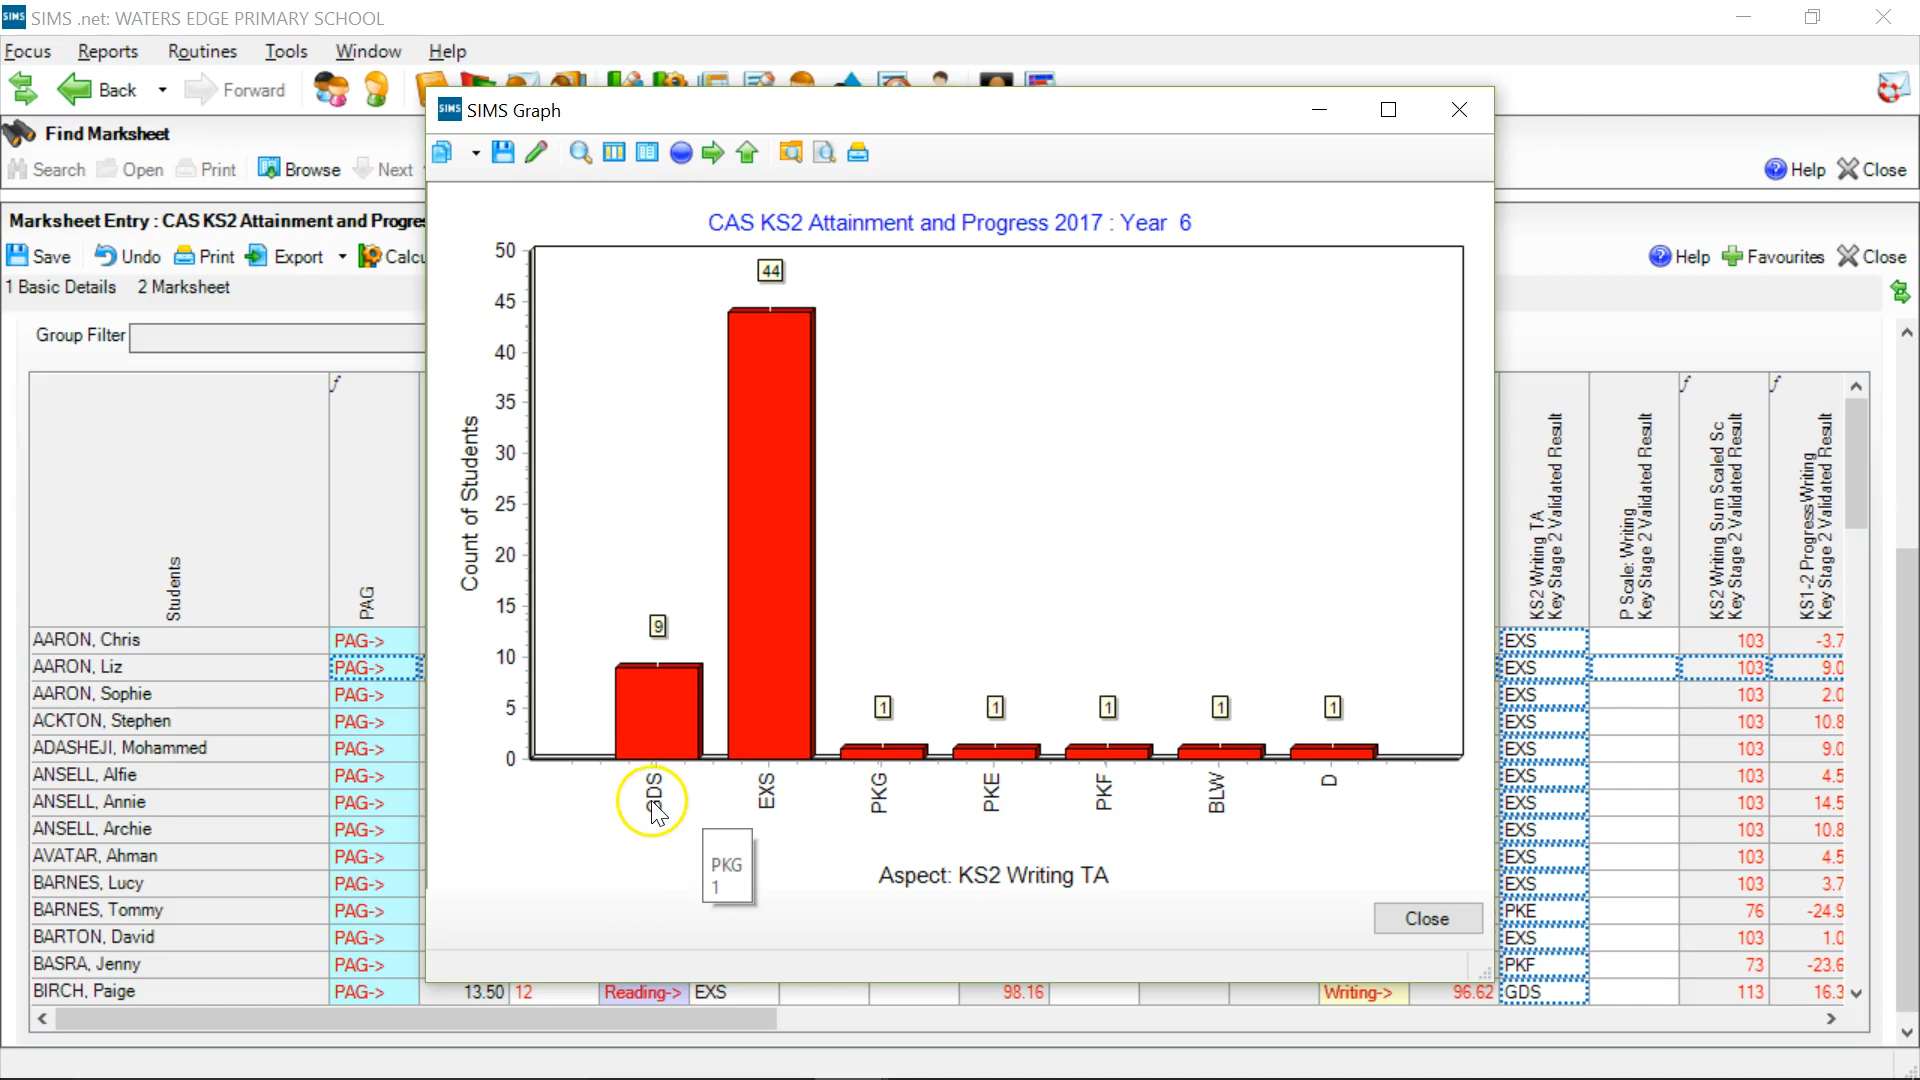 SIMS .net: WATERS EDGE PRIMARY SCHOOL
Focus Reports Routines Tools Window Help
Back Forward
SIMS Graph
Find Marksheet
Search Open Print Browse Next
Help Close
Marksheet Entry : CAS KS2 Attainment and Progre
Save Undo Print Export Calcu
Help Favourites Close
1 Basic Details 2 Marksheet
Group Filter
CAS KS2 Attainment and Progress 2017 : Year 6
Count of Students
50
45
40
35
30
25
20
15
10
5
0
9
44
1
1
1
1
1
GDS
EXS
PKG
PKE
PKF
BLW
D
PKG
1
Aspect: KS2 Writing TA
Close
Students
PAG
KS2 Writing TA
Key Stage 2 Validated Result
P Scale: Writing
Key Stage 2 Validated Result
KS2 Writing Sum Scaled Sc
Key Stage 2 Validated Result
KS1-2 Progress Writing
Key Stage 2 Validated Result
AARON, Chris PAG-> EXS 103 -3.7
AARON, Liz PAG-> EXS 103 9.0
AARON, Sophie PAG-> EXS 103 2.0
ACKTON, Stephen PAG-> EXS 103 10.8
ADASHEJI, Mohammed PAG-> EXS 103 9.0
ANSELL, Alfie PAG-> EXS 103 4.5
ANSELL, Annie PAG-> EXS 103 14.5
ANSELL, Archie PAG-> EXS 103 10.8
AVATAR, Ahman PAG-> EXS 103 4.5
BARNES, Lucy PAG-> EXS 103 3.7
BARNES, Tommy PAG-> PKE 76 -24.9
BARTON, David PAG-> EXS 103 1.0
BASRA, Jenny PAG-> PKF 73 -23.6
BIRCH, Paige PAG-> 13.50 12 Reading-> EXS 98.16 Writing-> 96.62 GDS 113 16.3